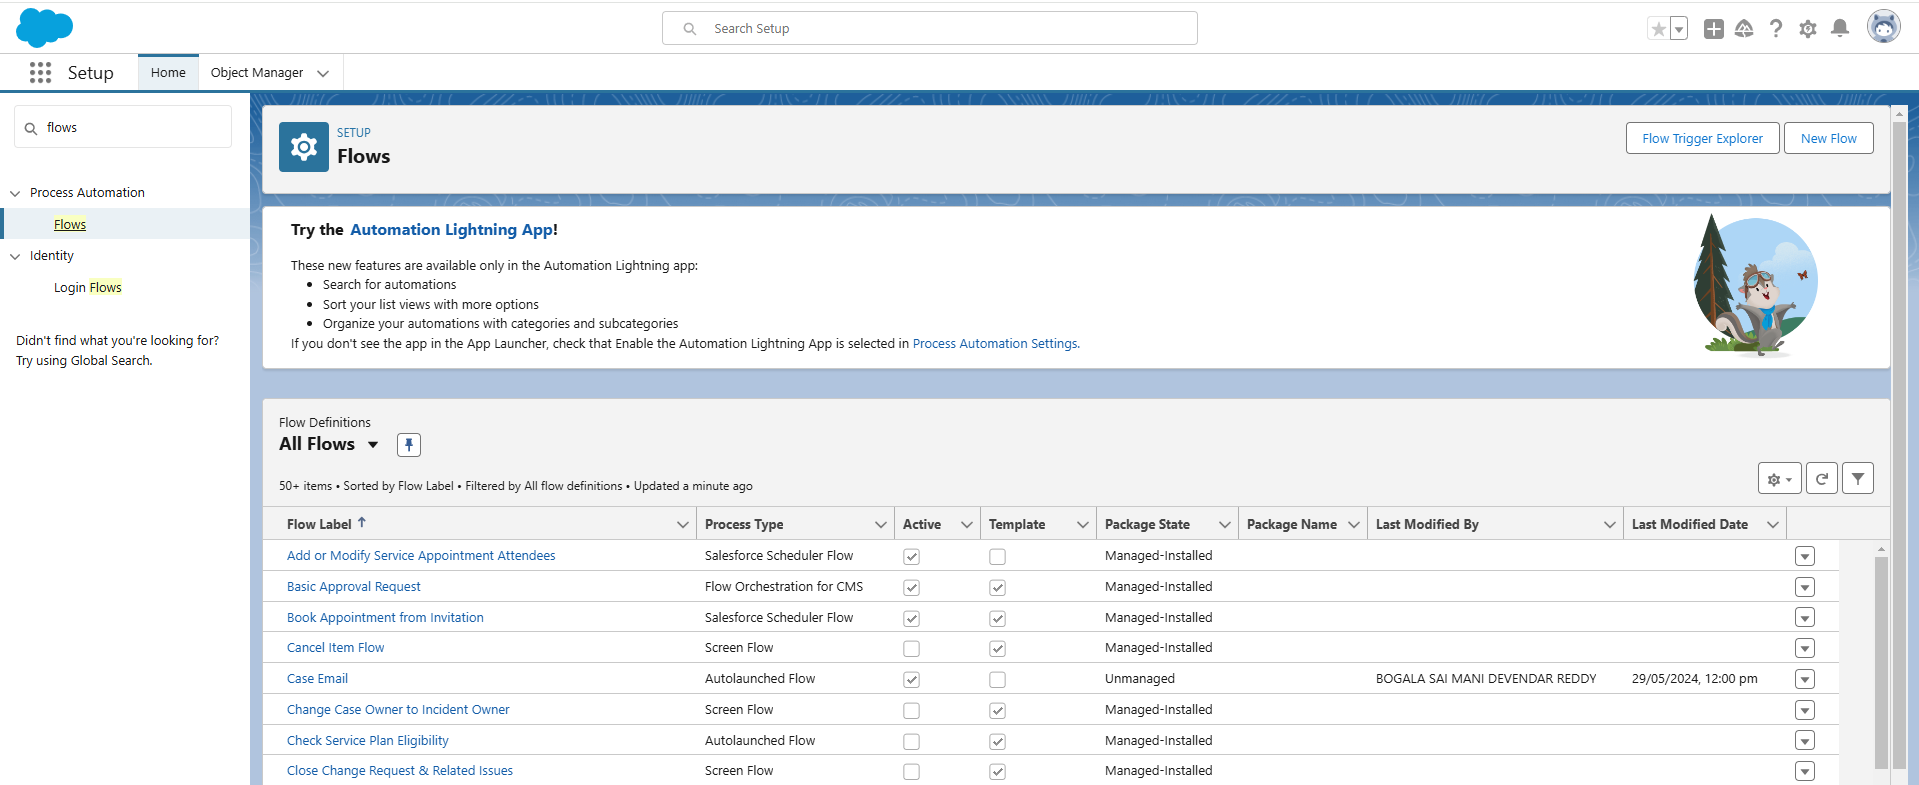 Search Setup
Setup
Home
Object Manager
flows
Process Automation
Flows
Identity
Login Flows
Didn't find what you're looking for?
Try using Global Search.
SETUP
Flows
Flow Trigger Explorer
New Flow
Try the Automation Lightning App!
These new features are available only in the Automation Lightning app:
• Search for automations
• Sort your list views with more options
• Organize your automations with categories and subcategories
If you don't see the app in the App Launcher, check that Enable the Automation Lightning App is selected in Process Automation Settings.
Flow Definitions
All Flows
50+ items • Sorted by Flow Label • Filtered by All flow definitions • Updated a minute ago
Flow Label Process Type Active Template Package State Package Name Last Modified By Last Modified Date
Add or Modify Service Appointment Attendees Salesforce Scheduler Flow Managed-Installed
Basic Approval Request Flow Orchestration for CMS Managed-Installed
Book Appointment from Invitation Salesforce Scheduler Flow Managed-Installed
Cancel Item Flow Screen Flow Managed-Installed
Case Email Autolaunched Flow Unmanaged BOGALA SAI MANI DEVENDAR REDDY 29/05/2024, 12:00 pm
Change Case Owner to Incident Owner Screen Flow Managed-Installed
Check Service Plan Eligibility Autolaunched Flow Managed-Installed
Close Change Request & Related Issues Screen Flow Managed-Installed